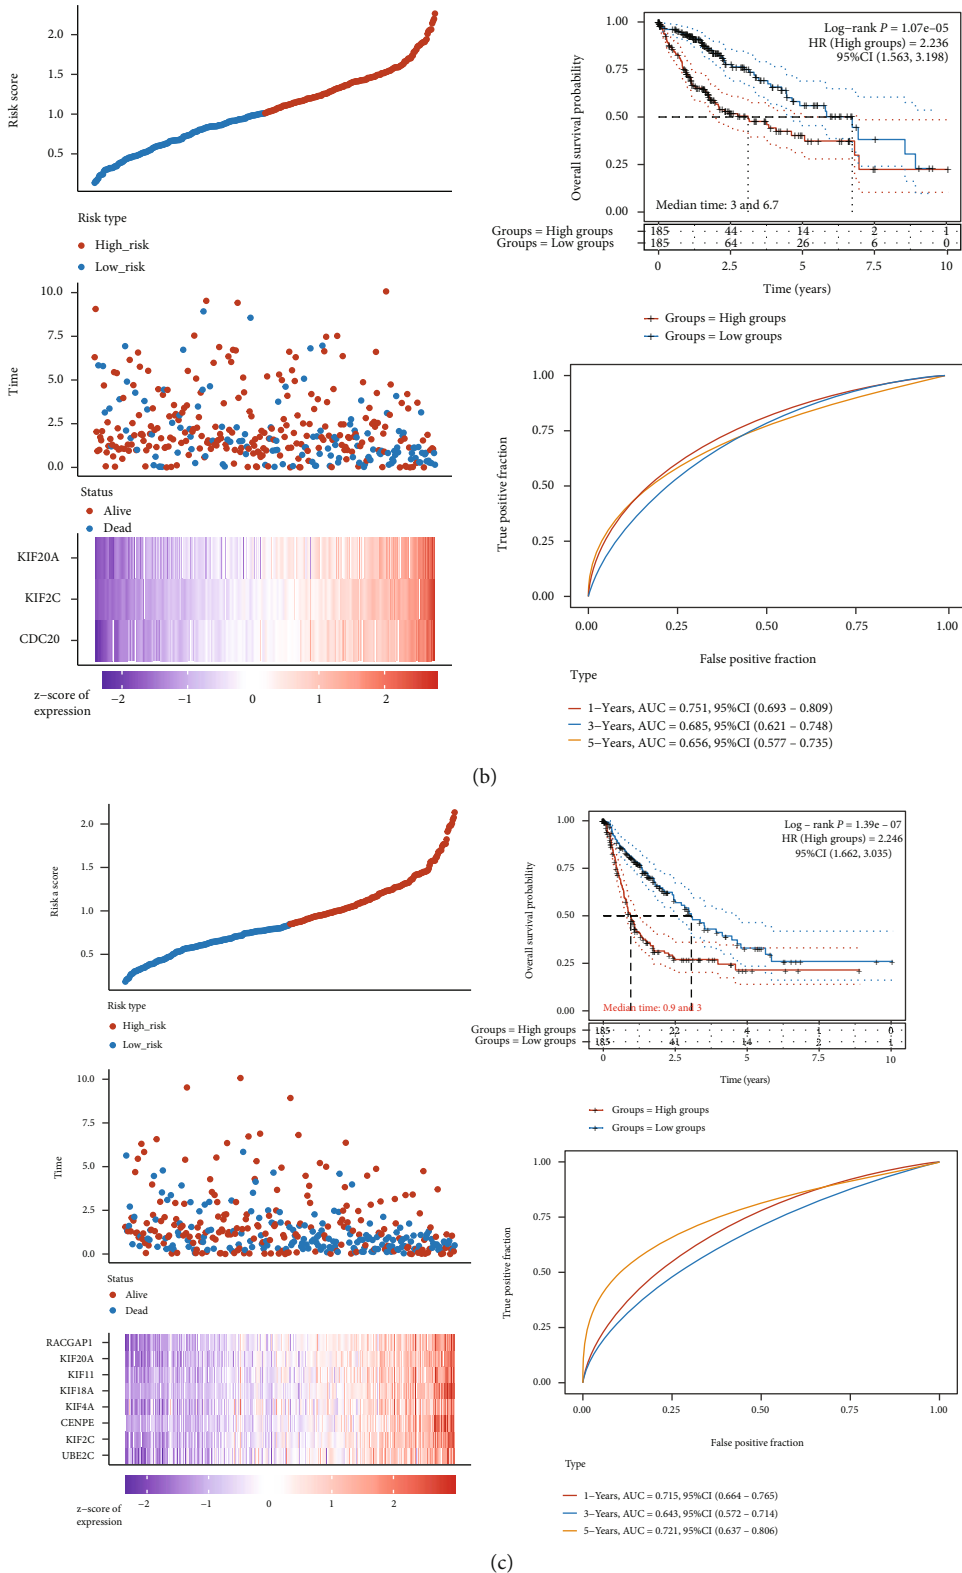 2.0
1.5
1.0
0.5
Risk score
Risk type
High_risk
Low_risk
10.0
7.5
5.0
2.5
0.0
Time
Status
Alive
Dead
KIF20A
KIF2C
CDC20
−2 −1 0 1 2
z−score of
expression
1.00
0.75
0.50
0.25
0.00
Overall survival probability
Log−rank P = 1.07e−05
HR (High groups) = 2.236
95%CI (1.563, 3.198)
Median time: 3 and 6.7
Groups = High groups 185 44 14 2 1
Groups = Low groups 185 64 26 6 0
0 2.5 5 7.5 10
Time (years)
Groups = High groups
Groups = Low groups
1.00
0.75
0.50
0.25
0.00
True positive fraction
0.00 0.25 0.50 0.75 1.00
False positive fraction
Type
1−Years, AUC = 0.751, 95%CI (0.693 – 0.809)
3−Years, AUC = 0.685, 95%CI (0.621 – 0.748)
5−Years, AUC = 0.656, 95%CI (0.577 – 0.735)
(b)
2.0
1.5
1.0
0.5
Risk a score
Risk type
High_risk
Low_risk
10.0
7.5
5.0
2.5
0.0
Time
Status
Alive
Dead
RACGAP1
KIF20A
KIF11
KIF18A
KIF4A
CENPE
KIF2C
UBE2C
−2 −1 0 1 2
z−score of
expression
1.00
0.75
0.50
0.25
0.00
Overall survival probability
Log – rank P = 1.39e – 07
HR (High groups) = 2.246
95%CI (1.662, 3.035)
Median time: 0.9 and 3
Groups = High groups 185 22 4 1 0
Groups = Low groups 185 41 14 2 1
0 2.5 5 7.5 10
Time (years)
Groups = High groups
Groups = Low groups
1.00
0.75
0.50
0.25
0.00
True positive fraction
0.00 0.25 0.50 0.75 1.00
False positive fraction
Type
1−Years, AUC = 0.715, 95%CI (0.664 – 0.765)
3−Years, AUC = 0.643, 95%CI (0.572 – 0.714)
5−Years, AUC = 0.721, 95%CI (0.637 – 0.806)
(c)